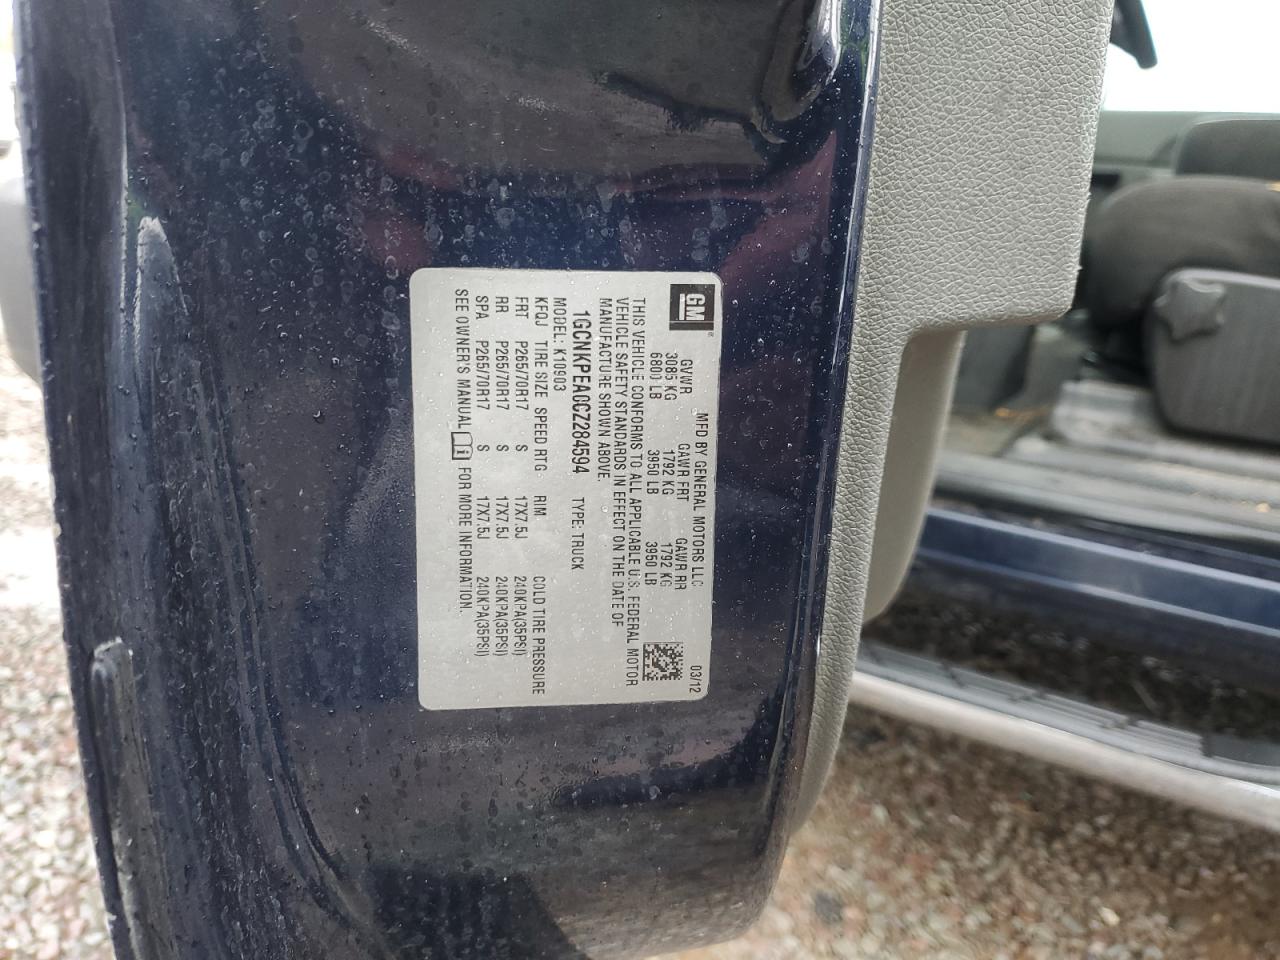 GM
MFD BY GENERAL MOTORS LLC 03/12
GVWR GAWR FRT GAWR RR
3085 KG 1792 KG 1792 KG
6800 LB 3950 LB 3950 LB
THIS VEHICLE CONFORMS TO ALL APPLICABLE U.S. FEDERAL MOTOR
VEHICLE SAFETY STANDARDS IN EFFECT ON THE DATE OF
MANUFACTURE SHOWN ABOVE.
1GCNKPEA0CZ284594 TYPE: TRUCK
MODEL: K10903
KFQJ TIRE SIZE SPEED RTG RIM COLD TIRE PRESSURE
FRT P265/70R17 S 17X7.5J 240KPA(35PSI)
RR P265/70R17 S 17X7.5J 240KPA(35PSI)
SPA P265/70R17 S 17X7.5J 240KPA(35PSI)
SEE OWNER'S MANUAL i FOR MORE INFORMATION.